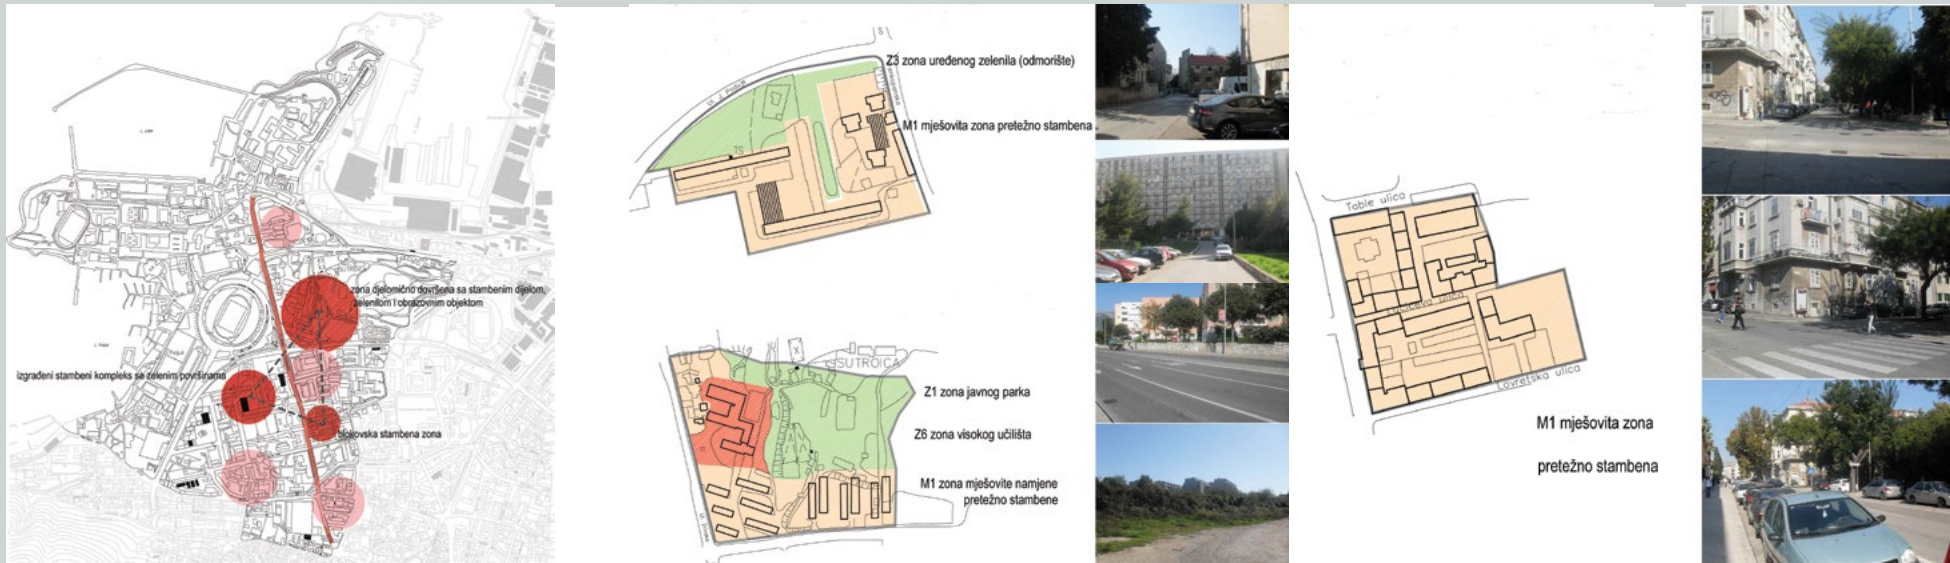 zona djelomično dovršena sa stambenim dijelom,
zelenilom i obrazovnim objektom
izgrađeni stambeni kompleks sa zelenim površinama
blokovska stambena zona
Z3 zona uređenog zelenila (odmorište)
M1 mješovita zona pretežno stambena
TS
SUTROICA
Z1 zona javnog parka
Z6 zona visokog učilišta
M1 zona mješovite namjene
pretežno stambene
Table ulica
ulica
Lovretska ulica
M1 mješovita zona
pretežno stambena